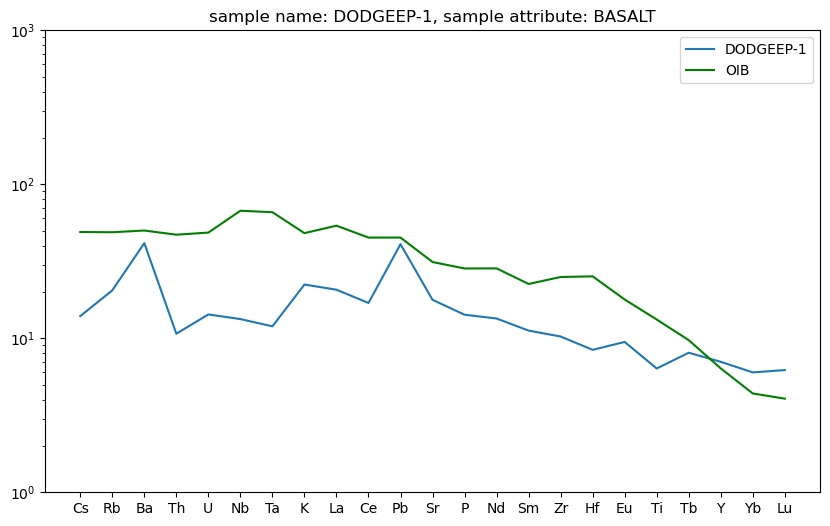 sample name: DODGEEP-1, sample attribute: BASALT
10³
DODGEEP-1
OIB
10²
10¹
10⁰
Cs Rb Ba Th U Nb Ta K La Ce Pb Sr P Nd Sm Zr Hf Eu Ti Tb Y Yb Lu